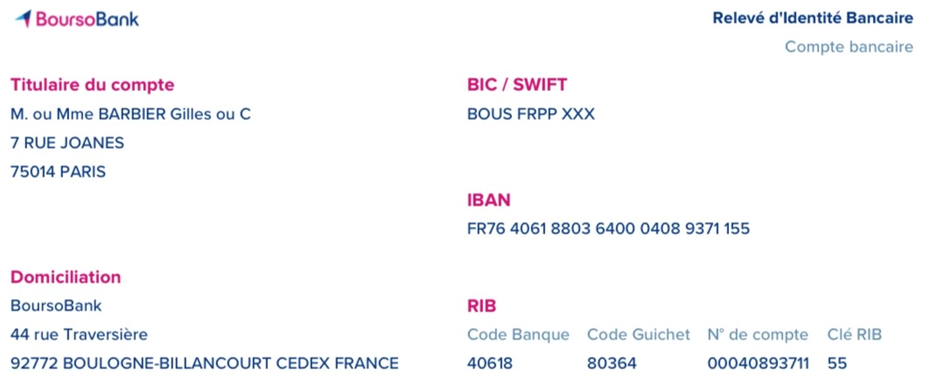 BoursoBank
Relevé d'Identité Bancaire
Compte bancaire
Titulaire du compte
M. ou Mme BARBIER Gilles ou C
7 RUE JOANES
75014 PARIS
BIC / SWIFT
BOUS FRPP XXX
IBAN
FR76 4061 8803 6400 0408 9371 155
Domiciliation
BoursoBank
44 rue Traversière
92772 BOULOGNE-BILLANCOURT CEDEX FRANCE
RIB
Code Banque Code Guichet N° de compte Clé RIB
40618 80364 00040893711 55